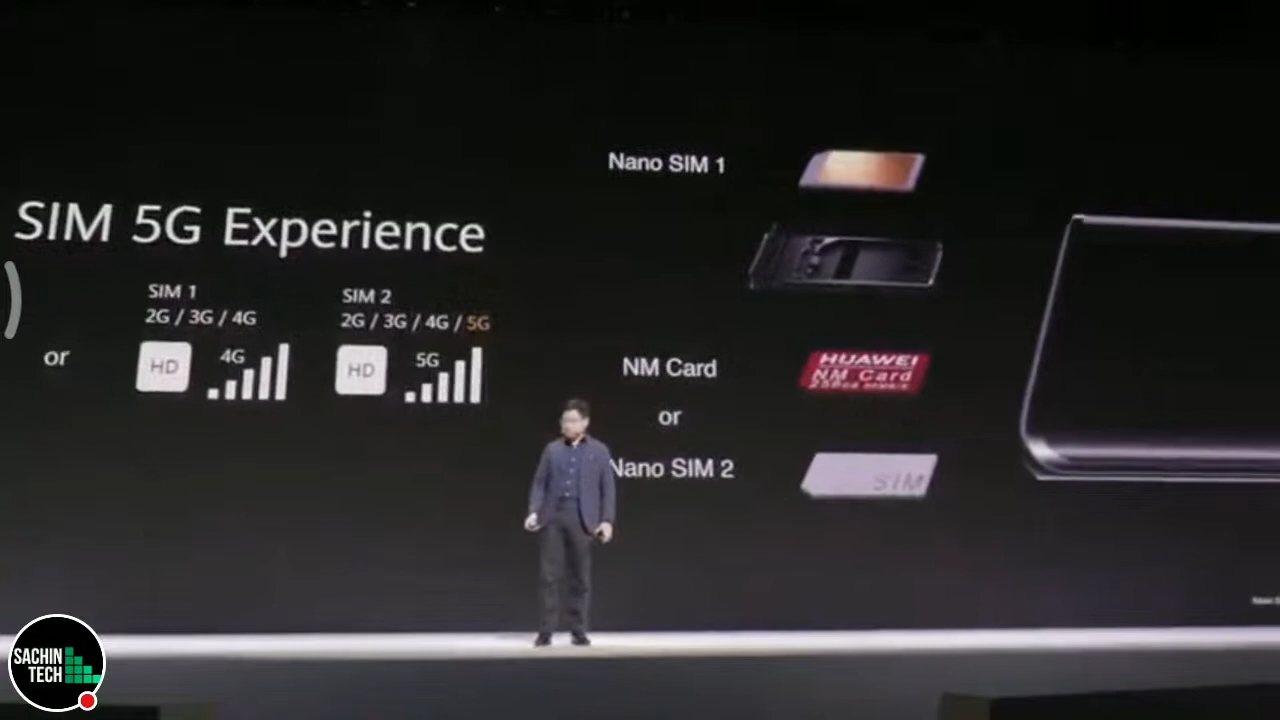 SIM 5G Experience
SIM 1
2G / 3G / 4G
HD
4G
or
SIM 2
2G / 3G / 4G / 5G
HD
5G
Nano SIM 1
NM Card
HUAWEI
NM Card
or
Nano SIM 2
SIM
SACHIN
TECH